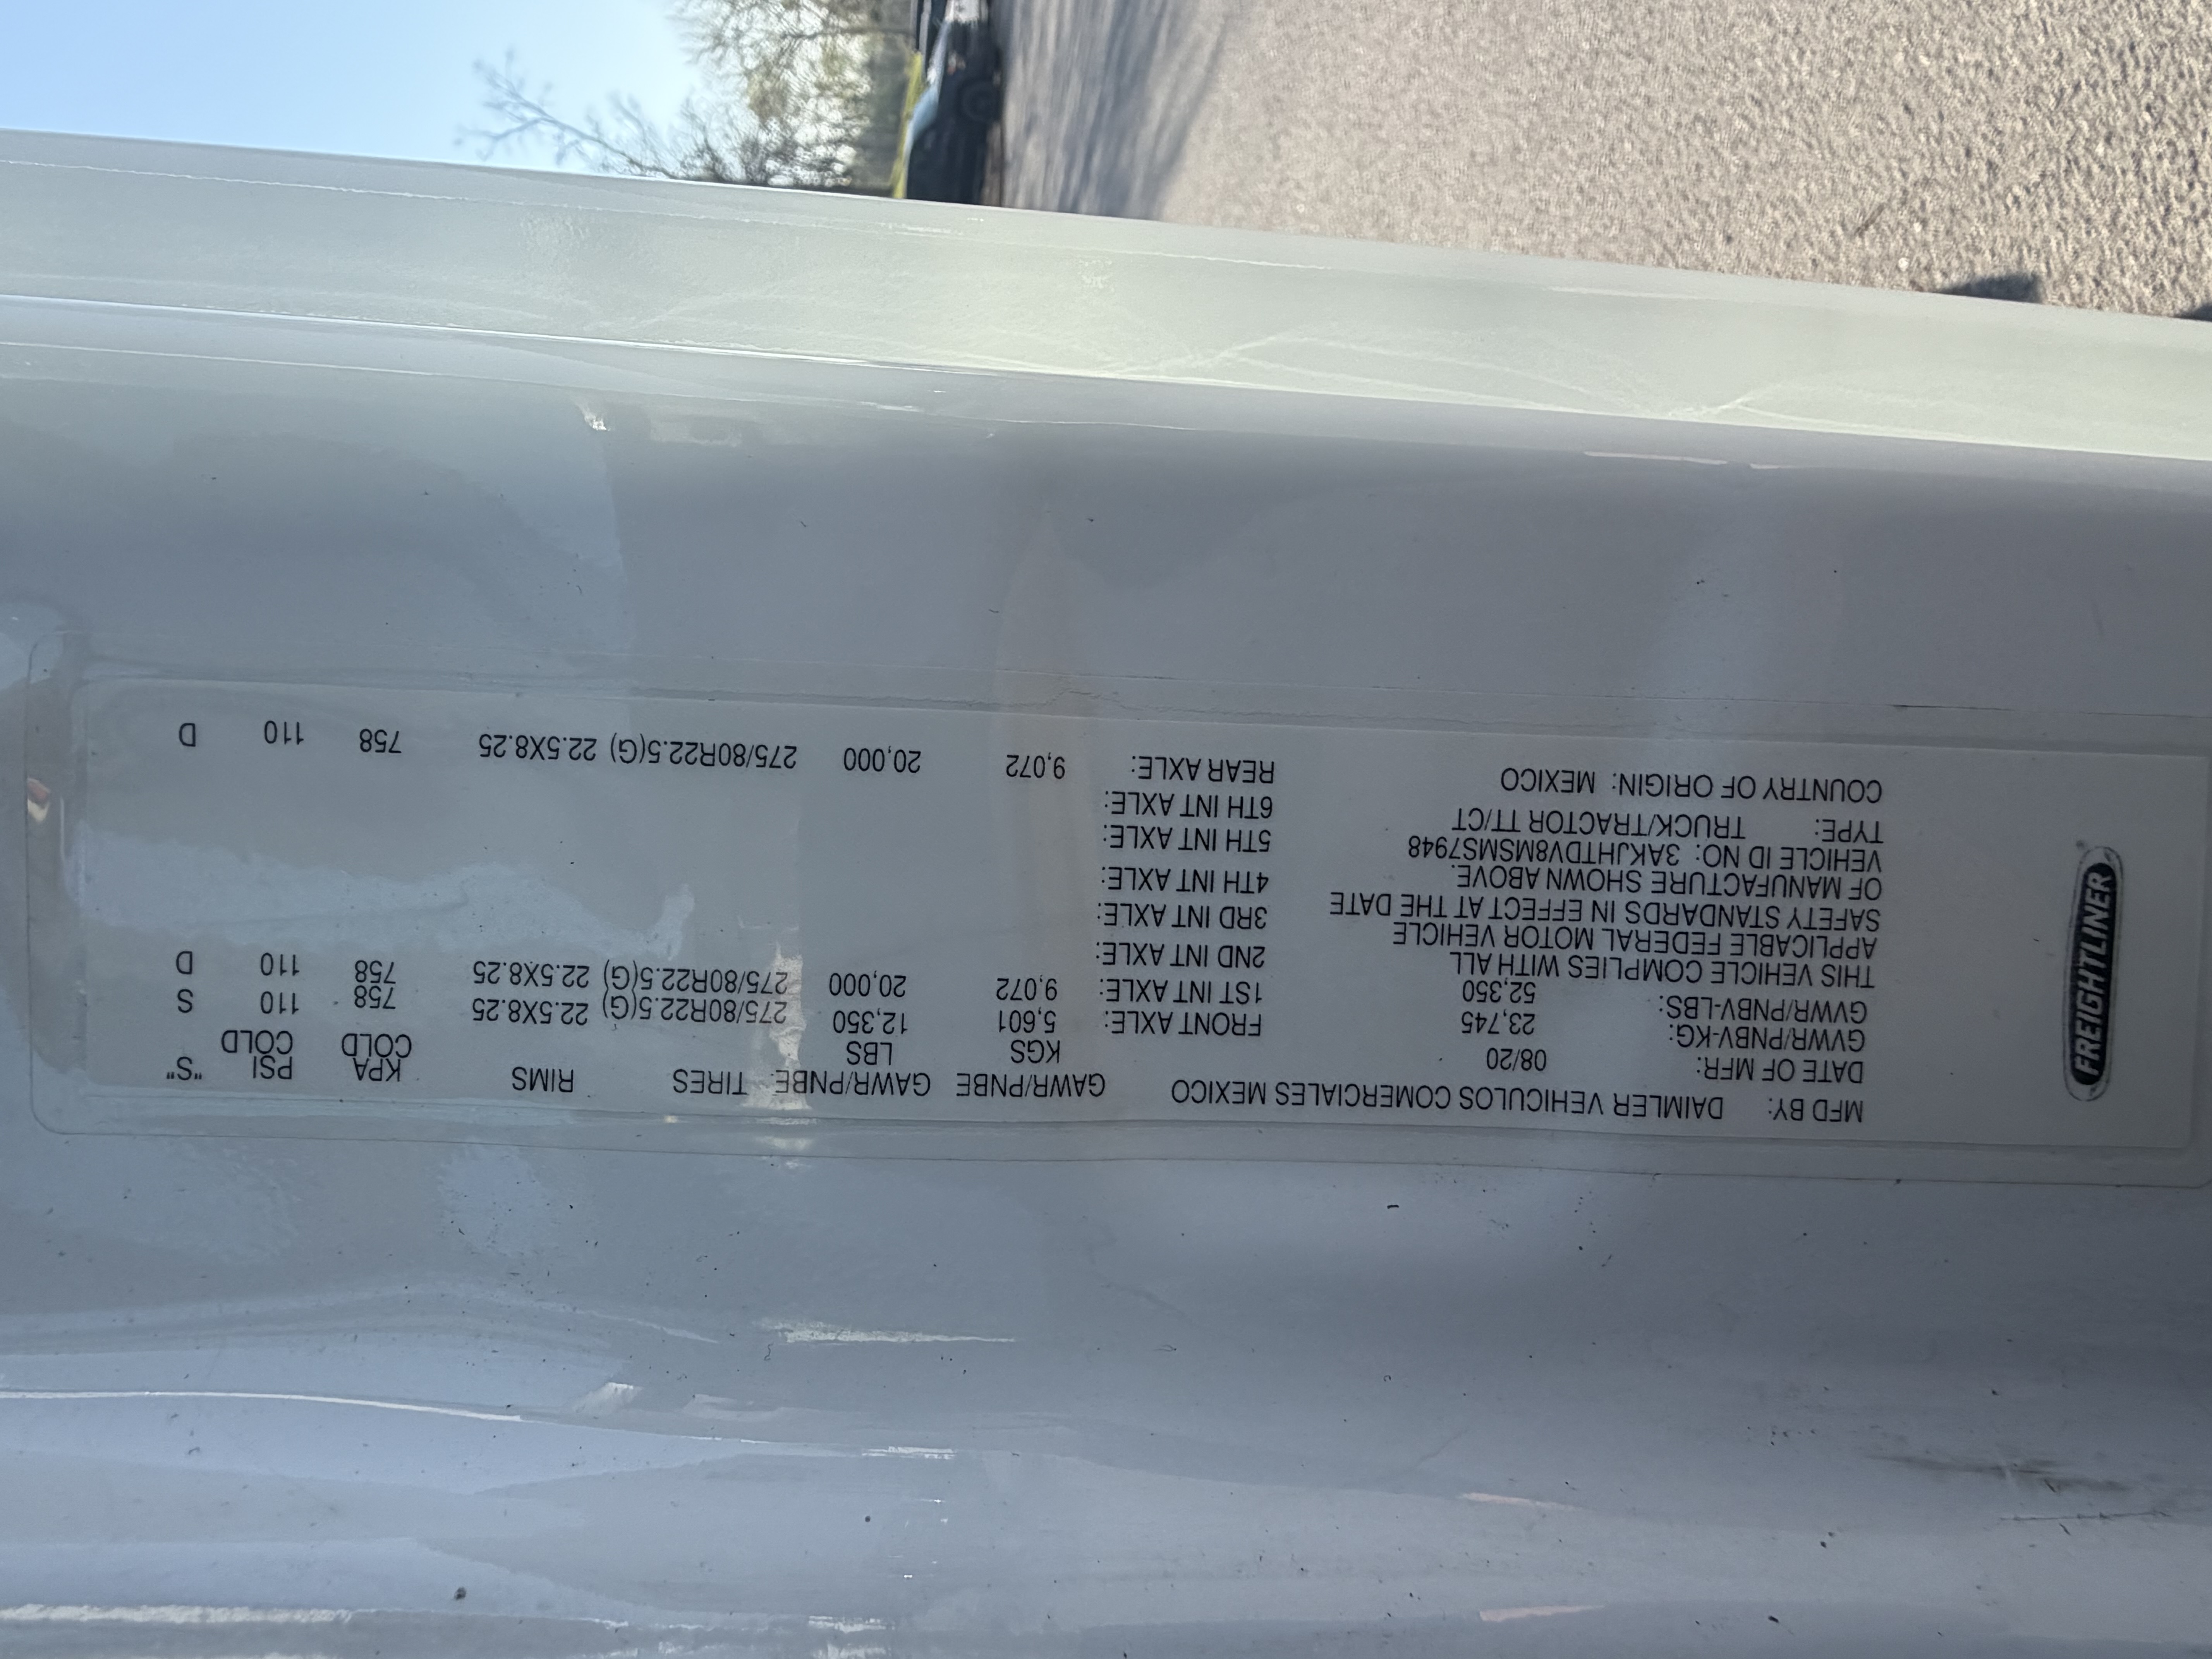 FREIGHTLINER
MFD BY: DAIMLER VEHICULOS COMERCIALES MEXICO
DATE OF MFR: 08/20
GVWR/PNBV-KG: 23,745
GVWR/PNBV-LBS: 52,350
THIS VEHICLE COMPLIES WITH ALL
APPLICABLE FEDERAL MOTOR VEHICLE
SAFETY STANDARDS IN EFFECT AT THE DATE
OF MANUFACTURE SHOWN ABOVE.
VEHICLE ID NO: 3AKJHTDV8MSMS7948
TYPE: TRUCK/TRACTOR TT/CT
COUNTRY OF ORIGIN: MEXICO
GAWR/PNBE GAWR/PNBE TIRES RIMS KPA PSI "S"
KGS LBS COLD COLD
FRONT AXLE: 5,601 12,350 275/80R22.5(G) 22.5X8.25 758 110 S
1ST INT AXLE: 9,072 20,000 275/80R22.5(G) 22.5X8.25 758 110 D
2ND INT AXLE:
3RD INT AXLE:
4TH INT AXLE:
5TH INT AXLE:
6TH INT AXLE:
REAR AXLE: 9,072 20,000 275/80R22.5(G) 22.5X8.25 758 110 D